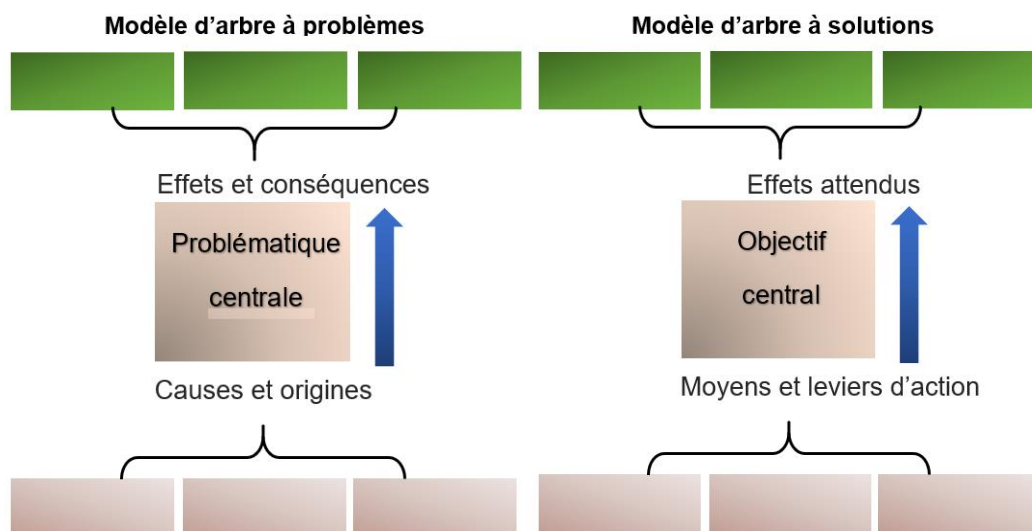 Modèle d'arbre à problèmes
Effets et conséquences
Problématique
centrale
Causes et origines
Modèle d'arbre à solutions
Effets attendus
Objectif
central
Moyens et leviers d'action